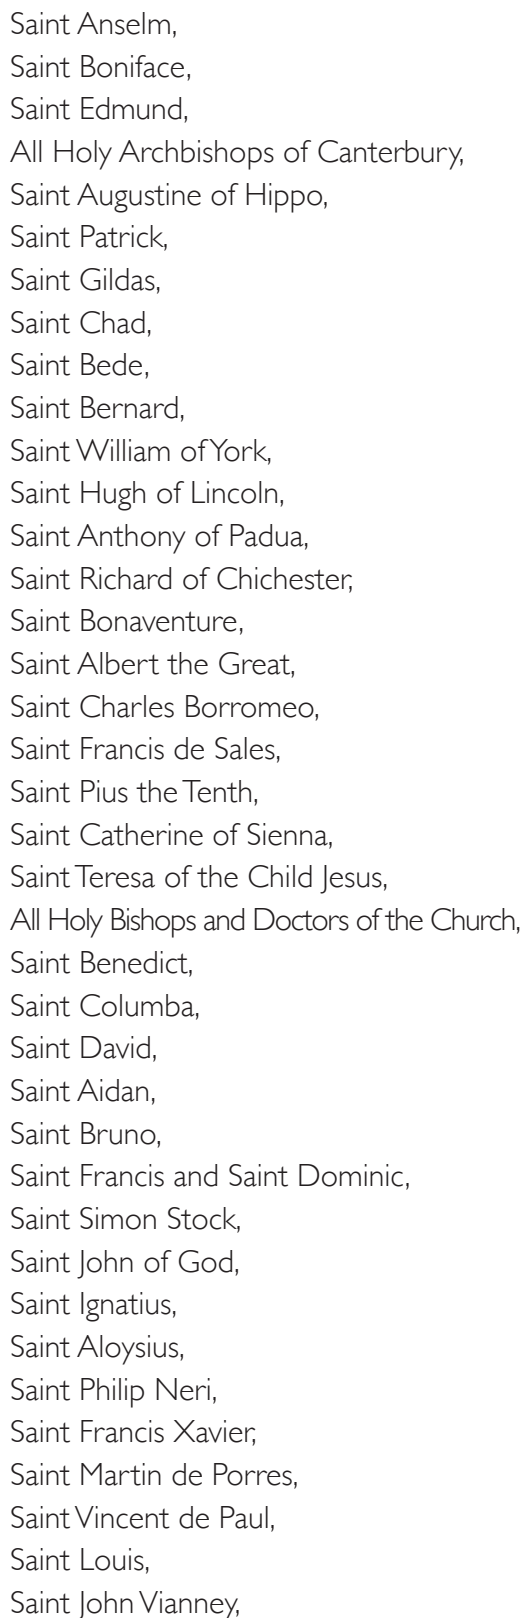 Saint Anselm,
Saint Boniface,
Saint Edmund,
All Holy Archbishops of Canterbury,
Saint Augustine of Hippo,
Saint Patrick,
Saint Gildas,
Saint Chad,
Saint Bede,
Saint Bernard,
Saint William of York,
Saint Hugh of Lincoln,
Saint Anthony of Padua,
Saint Richard of Chichester,
Saint Bonaventure,
Saint Albert the Great,
Saint Charles Borromeo,
Saint Francis de Sales,
Saint Pius the Tenth,
Saint Catherine of Sienna,
Saint Teresa of the Child Jesus,
All Holy Bishops and Doctors of the Church,
Saint Benedict,
Saint Columba,
Saint David,
Saint Aidan,
Saint Bruno,
Saint Francis and Saint Dominic,
Saint Simon Stock,
Saint John of God,
Saint Ignatius,
Saint Aloysius,
Saint Philip Neri,
Saint Francis Xavier,
Saint Martin de Porres,
Saint Vincent de Paul,
Saint Louis,
Saint John Vianney,